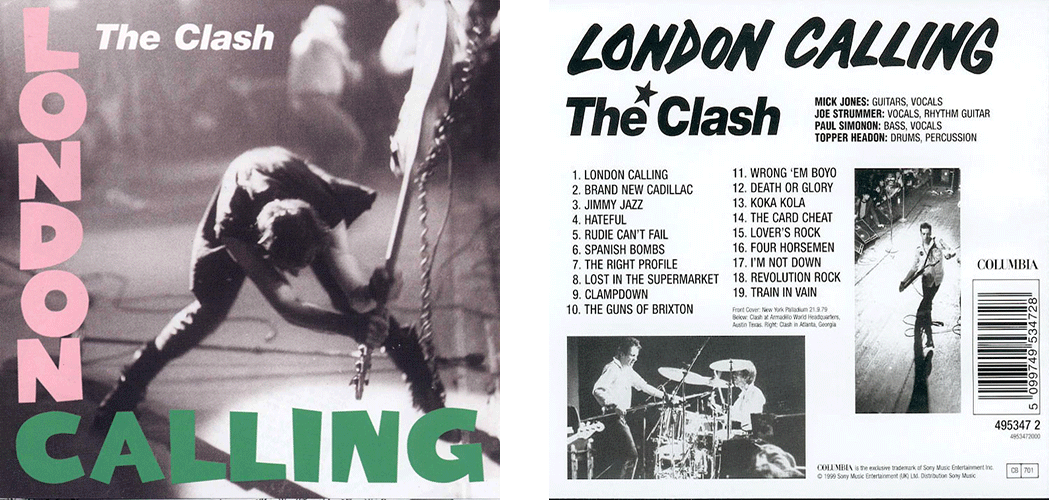 The Clash
LONDON
CALLING
LONDON CALLING
The Clash
MICK JONES: GUITARS, VOCALS
JOE STRUMMER: VOCALS, RHYTHM GUITAR
PAUL SIMONON: BASS, VOCALS
TOPPER HEADON: DRUMS, PERCUSSION
1. LONDON CALLING
2. BRAND NEW CADILLAC
3. JIMMY JAZZ
4. HATEFUL
5. RUDIE CAN'T FAIL
6. SPANISH BOMBS
7. THE RIGHT PROFILE
8. LOST IN THE SUPERMARKET
9. CLAMPDOWN
10. THE GUNS OF BRIXTON
11. WRONG 'EM BOYO
12. DEATH OR GLORY
13. KOKA KOLA
14. THE CARD CHEAT
15. LOVER'S ROCK
16. FOUR HORSEMEN
17. I'M NOT DOWN
18. REVOLUTION ROCK
19. TRAIN IN VAIN
Front Cover: New York Palladium 21.9.79
Below: Clash at Armadillo World Headquarters,
Austin Texas. Right: Clash in Atlanta, Georgia
COLUMBIA
5 099749 534728
495347 2
4953472000
COLUMBIA is the exclusive trademark of Sony Music Entertainment Inc.
© 1999 Sony Music Entertainment (UK) Ltd. Distribution Sony Music
CB 701